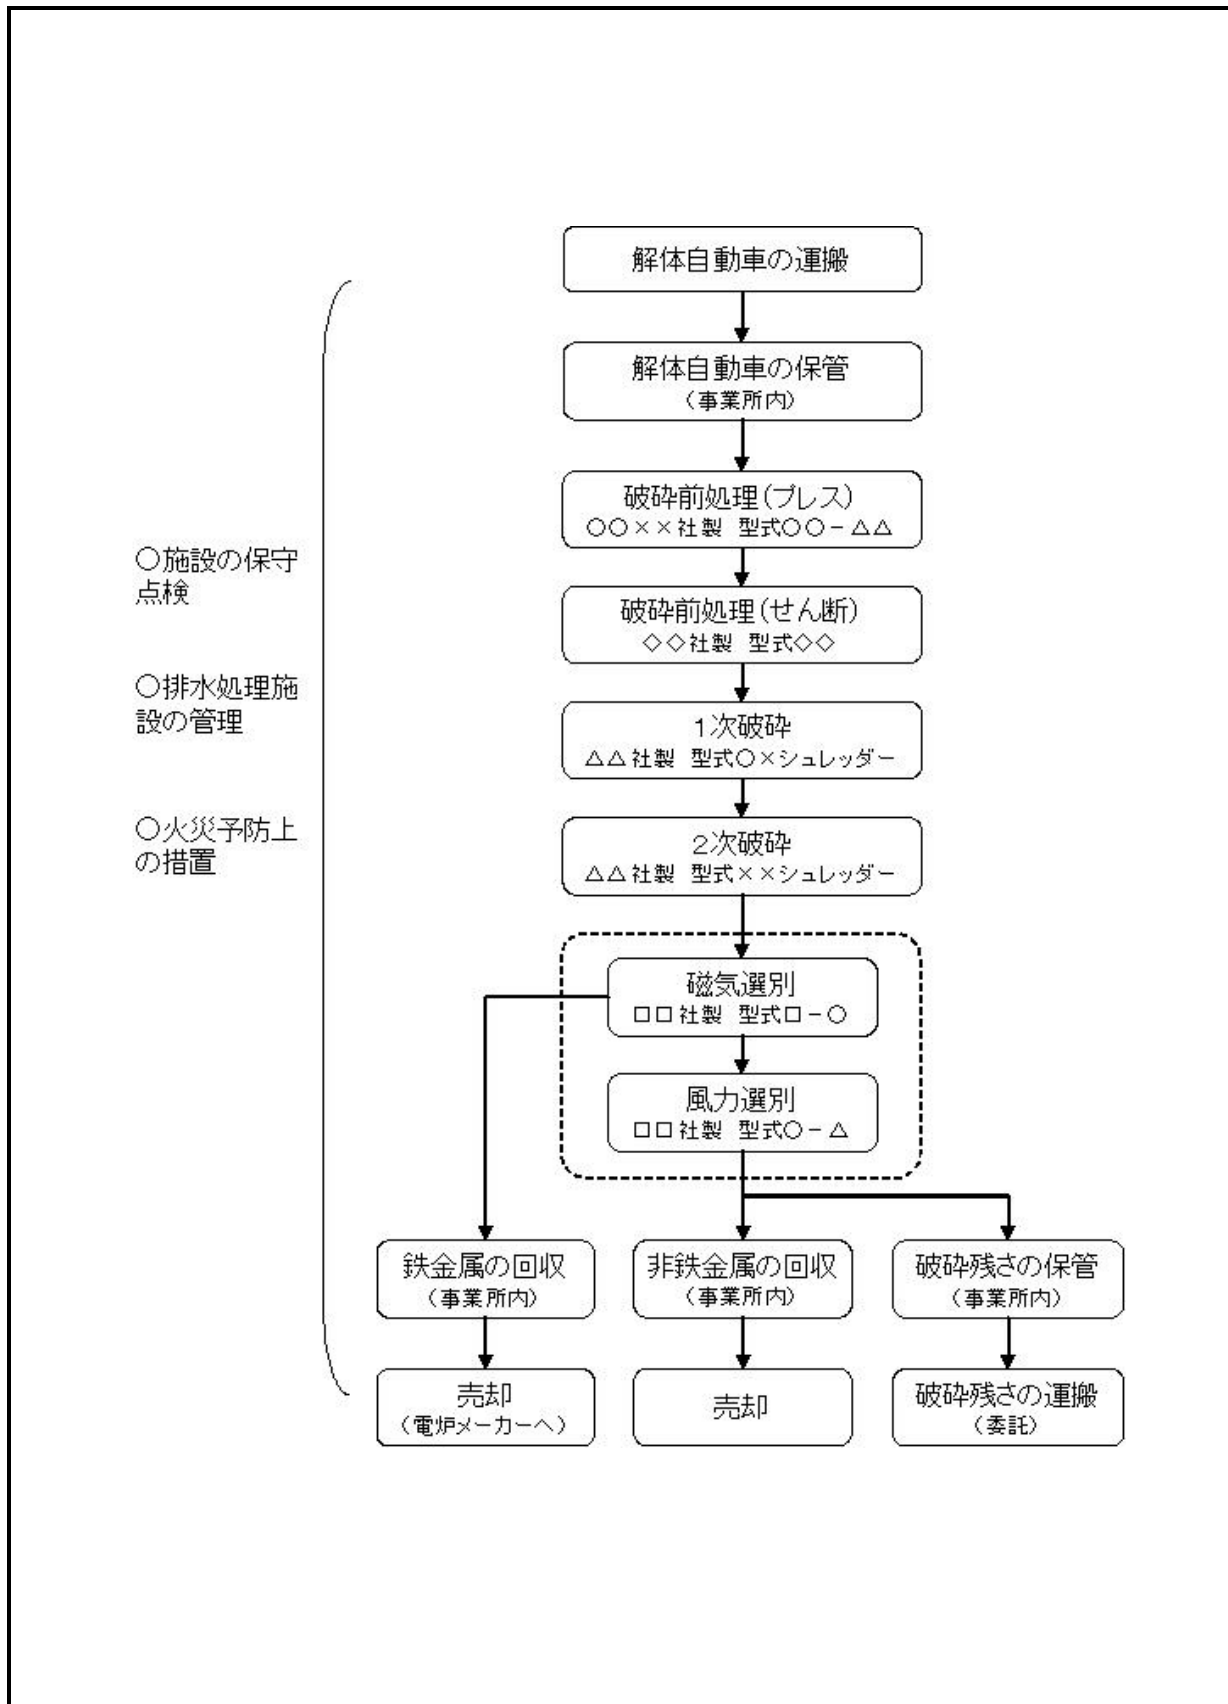 解体自動車の運搬
解体自動車の保管
(事業所内)
破砕前処理(プレス)
○○××社製 型式○○-△△
破砕前処理(せん断)
◇◇社製 型式◇◇
1次破砕
△△社製 型式○×シュレッダー
2次破砕
△△社製 型式××シュレッダー
磁気選別
□□社製 型式□-○
風力選別
□□社製 型式○-△
鉄金属の回収
(事業所内)
非鉄金属の回収
(事業所内)
破砕残さの保管
(事業所内)
売却
(電炉メーカーへ)
売却
破砕残さの運搬
(委託)
○施設の保守
点検
○排水処理施
設の管理
○火災予防上
の措置